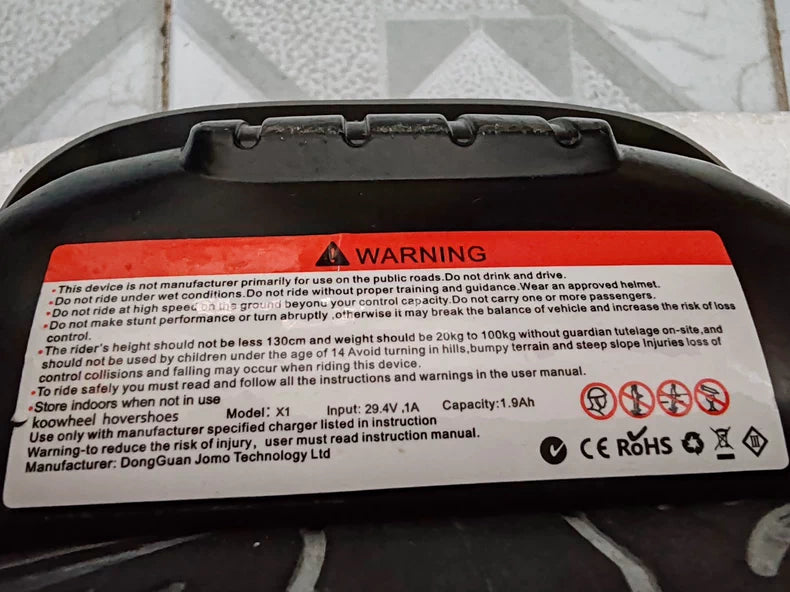 WARNING
•This device is not manufacturer primarily for use on the public roads.Do not drink and drive.
•Do not ride under wet conditions.Do not ride without proper training and guidance.Wear an approved helmet.
•Do not ride at high speed on the ground beyond your control capacity.Do not carry one or more passengers.
•Do not make stunt performance or turn abruptly ,otherwise it may break the balance of vehicle and increase the risk of loss
control.
•The rider's height should not be less 130cm and weight should be 20kg to 100kg without guardian tutelage on-site,and
should not be used by children under the age of 14 Avoid turning in hills,bumpy terrain and steep slope Injuries loss of
control collisions and falling may occur when riding this device.
•To ride safely you must read and follow all the instructions and warnings in the user manual.
•Store indoors when not in use
koowheel hovershoes Model: X1 Input: 29.4V ,1A Capacity:1.9Ah
Use only with manufacturer specified charger listed in instruction
Warning-to reduce the risk of injury, user must read instruction manual.
Manufacturer: DongGuan Jomo Technology Ltd
CE RoHS